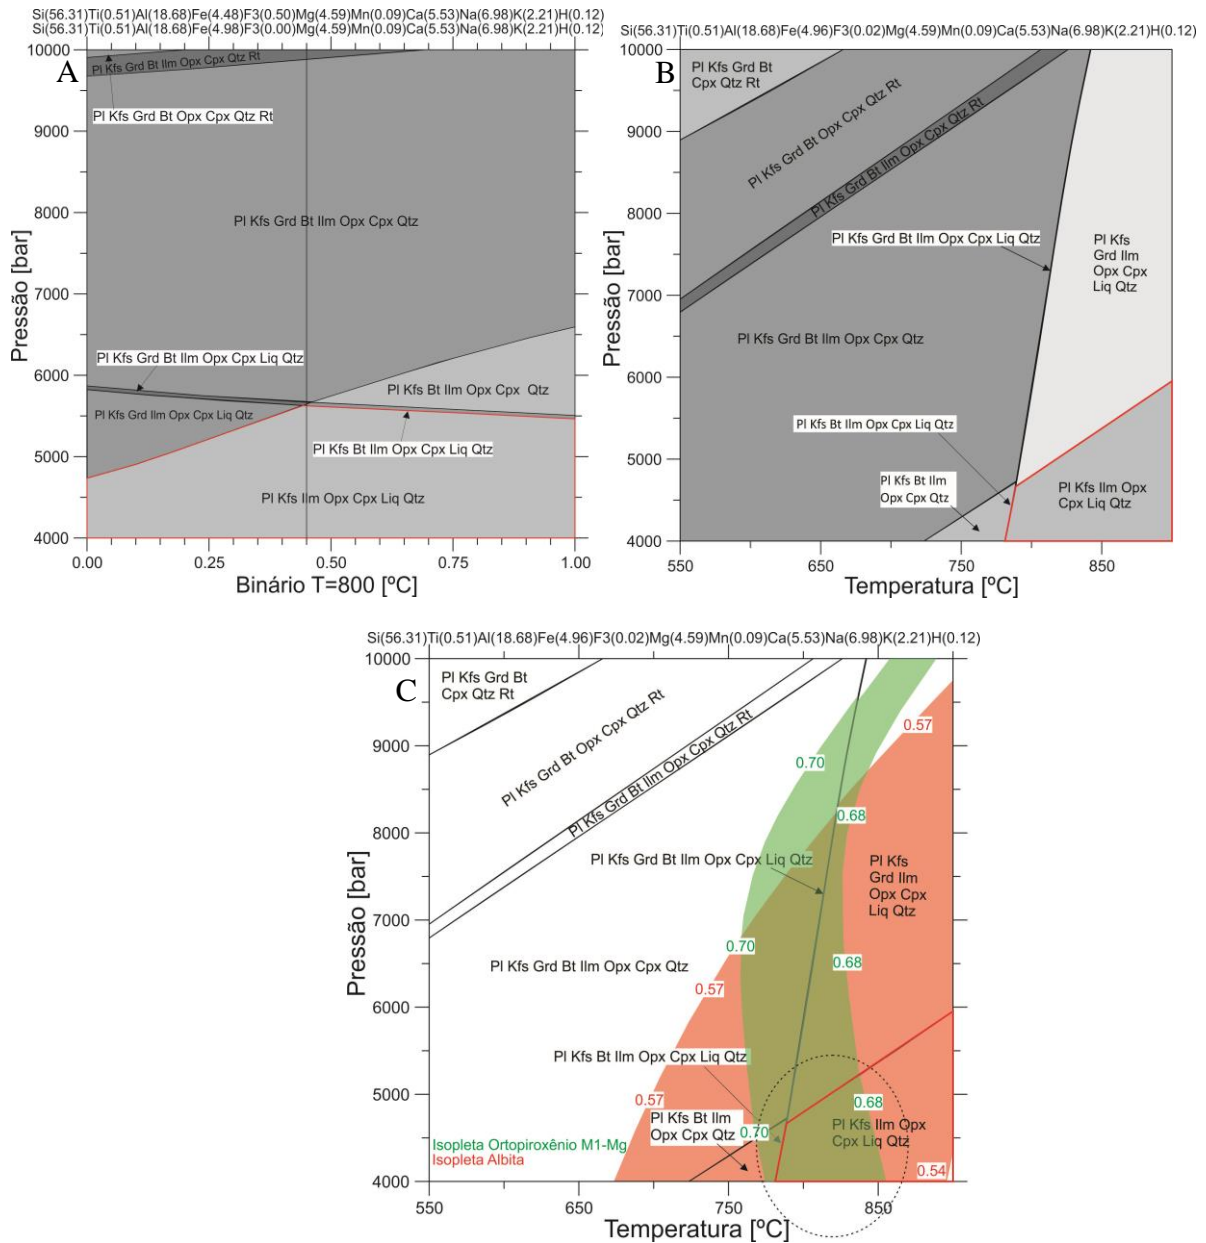 Si(56.31)Ti(0.51)Al(18.68)Fe(4.48)F3(0.50)Mg(4.59)Mn(0.09)Ca(5.53)Na(6.98)K(2.21)H(0.12)
Si(56.31)Ti(0.51)Al(18.68)Fe(4.98)F3(0.00)Mg(4.59)Mn(0.09)Ca(5.53)Na(6.98)K(2.21)H(0.12)
A
10000
9000
8000
7000
6000
5000
4000
Pressão [bar]
Pl Kfs Grd Bt Ilm Opx Cpx Qtz Rt
Pl Kfs Grd Bt Opx Cpx Qtz Rt
Pl Kfs Grd Bt Ilm Opx Cpx Qtz
Pl Kfs Grd Bt Ilm Opx Cpx Liq Qtz
Pl Kfs Bt Ilm Opx Cpx Qtz
Pl Kfs Grd Ilm Opx Cpx Liq Qtz
Pl Kfs Bt Ilm Opx Cpx Liq Qtz
Pl Kfs Ilm Opx Cpx Liq Qtz
0.00
0.25
0.50
0.75
1.00
Binário T=800 [ºC]
Si(56.31)Ti(0.51)Al(18.68)Fe(4.96)F3(0.02)Mg(4.59)Mn(0.09)Ca(5.53)Na(6.98)K(2.21)H(0.12)
B
10000
9000
8000
7000
6000
5000
4000
Pressão [bar]
Pl Kfs Grd Bt
Cpx Qtz Rt
Pl Kfs Grd Bt Opx Cpx Qtz Rt
Pl Kfs Grd Bt Ilm Opx Cpx Qtz Rt
Pl Kfs Grd Bt Ilm Opx Cpx Liq Qtz
Pl Kfs
Grd Ilm
Opx Cpx
Liq Qtz
Pl Kfs Grd Bt Ilm Opx Cpx Qtz
Pl Kfs Bt Ilm Opx Cpx Liq Qtz
Pl Kfs Bt Ilm
Opx Cpx Qtz
Pl Kfs Ilm Opx
Cpx Liq Qtz
550
650
750
850
Temperatura [ºC]
Si(56.31)Ti(0.51)Al(18.68)Fe(4.96)F3(0.02)Mg(4.59)Mn(0.09)Ca(5.53)Na(6.98)K(2.21)H(0.12)
C
10000
9000
8000
7000
6000
5000
4000
Pressão [bar]
Pl Kfs Grd Bt
Cpx Qtz Rt
Pl Kfs Grd Bt Opx Cpx Qtz Rt
Pl Kfs Grd Bt Ilm Opx Cpx Qtz Rt
0.57
0.70
0.68
Pl Kfs Grd Bt Ilm Opx Cpx Liq Qtz
Pl Kfs
Grd Ilm
Opx Cpx
Liq Qtz
0.70
0.68
Pl Kfs Grd Bt Ilm Opx Cpx Qtz
0.57
Pl Kfs Bt Ilm Opx Cpx Liq Qtz
0.57
0.68
Pl Kfs Bt Ilm
Opx Cpx Qtz
0.70
Pl Kfs Ilm Opx
Cpx Liq Qtz
0.54
Isopleta Ortopiroxênio M1-Mg
Isopleta Albita
550
650
750
850
Temperatura [ºC]